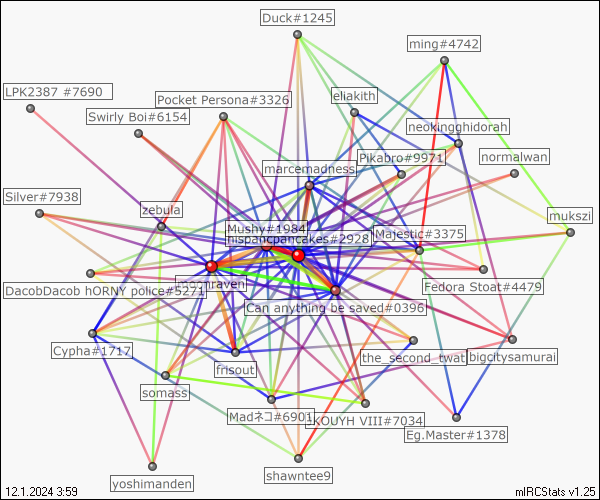 Duck#1245
ming#4742
LPK2387 #7690
eliakith
Pocket Persona#3326
Swirly Boi#6154
neokingghidorah
Pikabro#9971
normalwan
marcemadness
Silver#7938
zebula
mukszi
Mushy#1984
Majestic#3375
hispanicpancakes#2928
DacobDacob hORNY police#5271
Fedora Stoat#4479
Can anything be saved#0396
Cypha#1717
the_second_twat
bigcitysamurai
frisout
somass
Madネコ#6901
KOUYH VIII#7034
Eg.Master#1378
shawntee9
yoshimanden
12.1.2024 3:59
mIRCStats v1.25